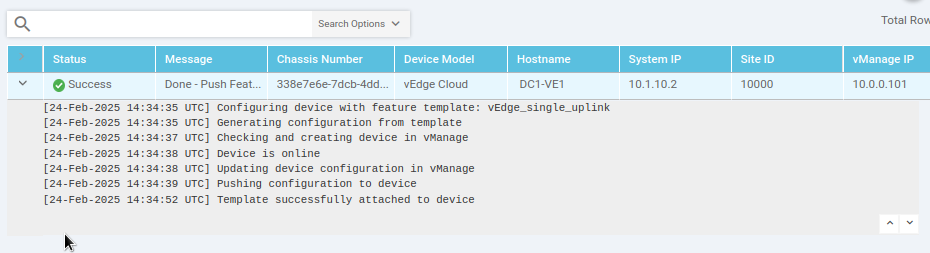 Search Options
Total Row
Status Message Chassis Number Device Model Hostname System IP Site ID vManage IP
Success Done - Push Feat... 338e7e6e-7dcb-4dd... vEdge Cloud DC1-VE1 10.1.10.2 10000 10.0.0.101
[24-Feb-2025 14:34:35 UTC] Configuring device with feature template: vEdge_single_uplink
[24-Feb-2025 14:34:35 UTC] Generating configuration from template
[24-Feb-2025 14:34:37 UTC] Checking and creating device in vManage
[24-Feb-2025 14:34:38 UTC] Device is online
[24-Feb-2025 14:34:38 UTC] Updating device configuration in vManage
[24-Feb-2025 14:34:39 UTC] Pushing configuration to device
[24-Feb-2025 14:34:52 UTC] Template successfully attached to device